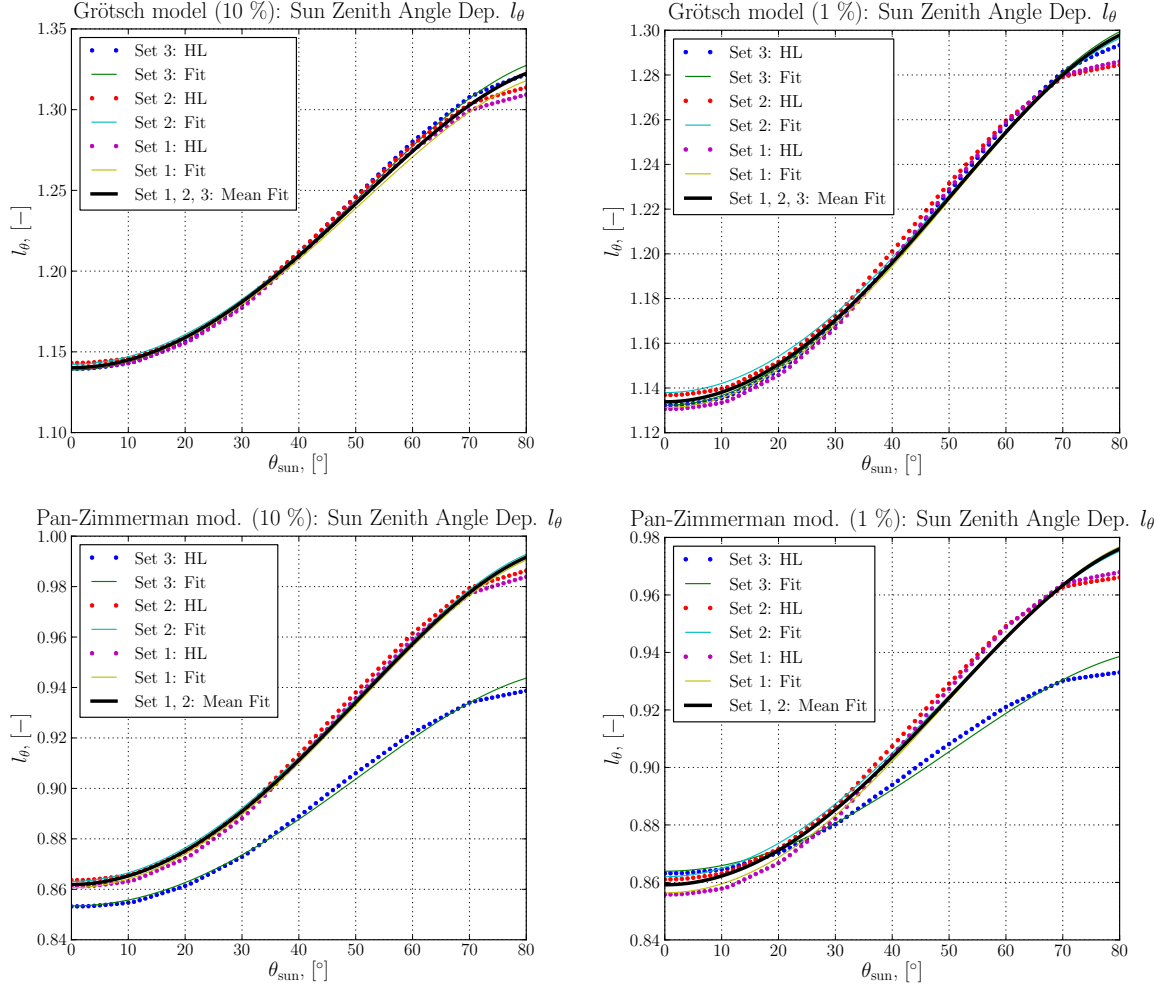 Grötsch model (10 %): Sun Zenith Angle Dep. lθ
1.35
1.30
1.25
1.20
1.15
1.10
lθ, [−]
Set 3: HL
Set 3: Fit
Set 2: HL
Set 2: Fit
Set 1: HL
Set 1: Fit
Set 1, 2, 3: Mean Fit
0 10 20 30 40 50 60 70 80
θsun, [°]
Grötsch model (1 %): Sun Zenith Angle Dep. lθ
1.30
1.28
1.26
1.24
1.22
1.20
1.18
1.16
1.14
1.12
lθ, [−]
Set 3: HL
Set 3: Fit
Set 2: HL
Set 2: Fit
Set 1: HL
Set 1: Fit
Set 1, 2, 3: Mean Fit
0 10 20 30 40 50 60 70 80
θsun, [°]
Pan-Zimmerman mod. (10 %): Sun Zenith Angle Dep. lθ
1.00
0.98
0.96
0.94
0.92
0.90
0.88
0.86
0.84
lθ, [−]
Set 3: HL
Set 3: Fit
Set 2: HL
Set 2: Fit
Set 1: HL
Set 1: Fit
Set 1, 2: Mean Fit
0 10 20 30 40 50 60 70 80
θsun, [°]
Pan-Zimmerman mod. (1 %): Sun Zenith Angle Dep. lθ
0.98
0.96
0.94
0.92
0.90
0.88
0.86
0.84
lθ, [−]
Set 3: HL
Set 3: Fit
Set 2: HL
Set 2: Fit
Set 1: HL
Set 1: Fit
Set 1, 2: Mean Fit
0 10 20 30 40 50 60 70 80
θsun, [°]